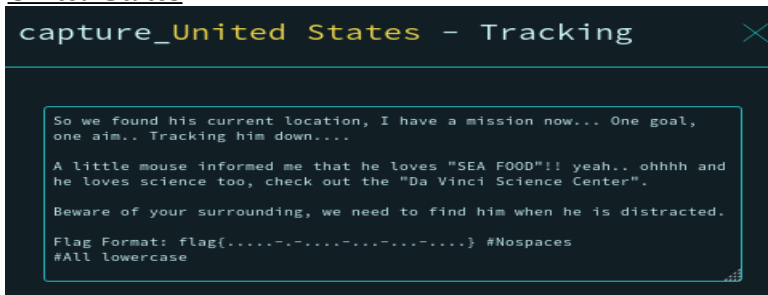 capture_United States – Tracking
So we found his current location, I have a mission now... One goal,
one aim.. Tracking him down....
A little mouse informed me that he loves "SEA FOOD"!! yeah.. ohhhh and
he loves science too, check out the "Da Vinci Science Center".
Beware of your surrounding, we need to find him when he is distracted.
Flag Format: flag{.....-.-....-...-...-....} #Nospaces
#All lowercase